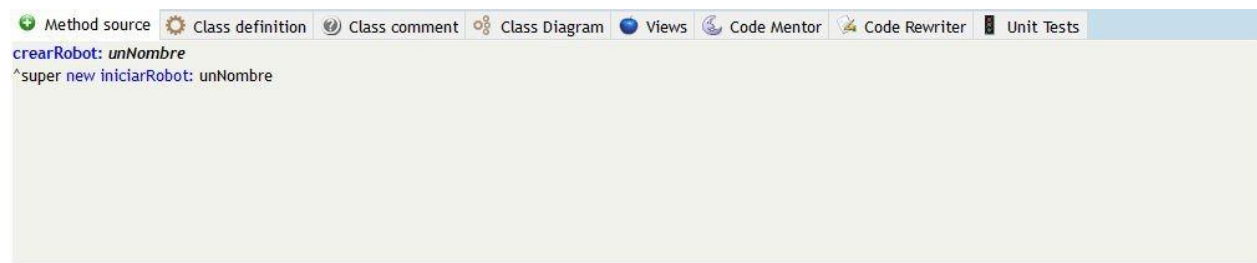 Method source Class definition Class comment Class Diagram Views Code Mentor Code Rewriter Unit Tests
crearRobot: unNombre
^super new iniciarRobot: unNombre